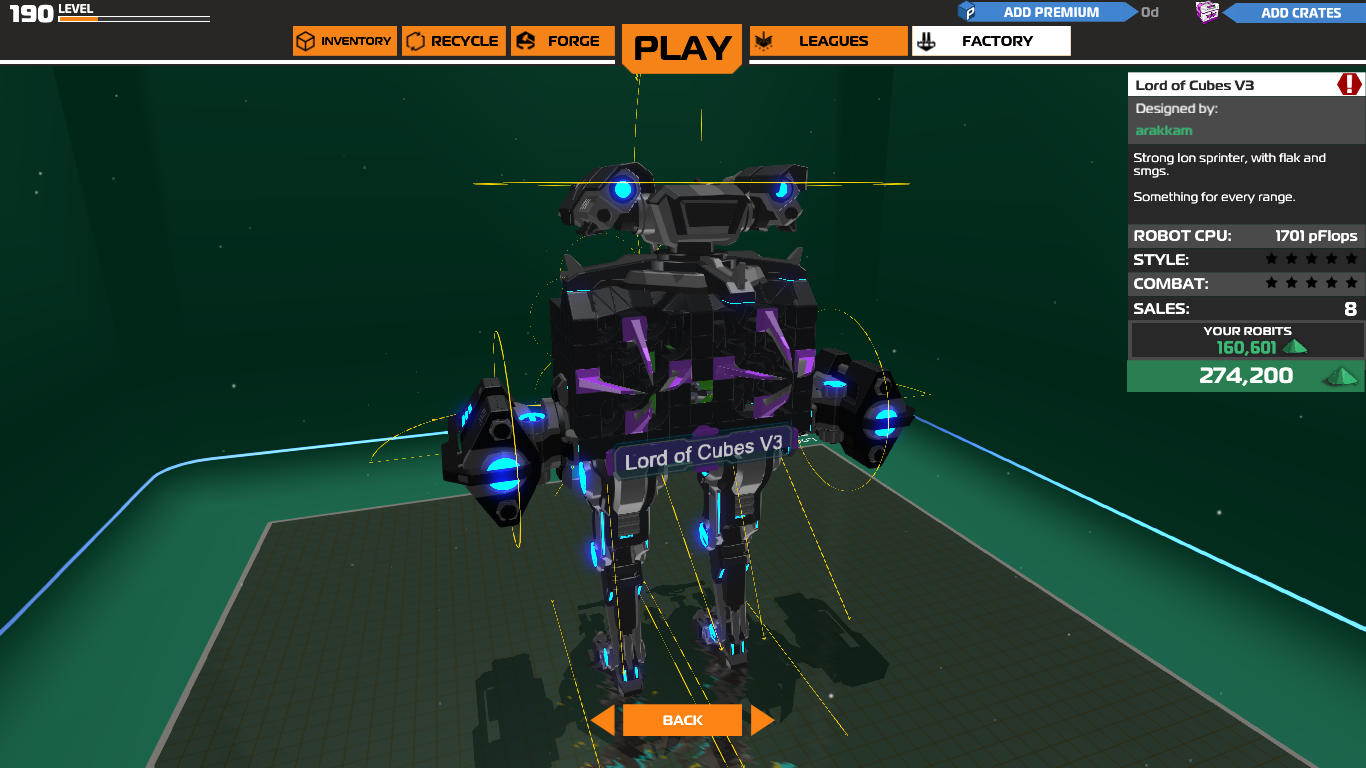 190 LEVEL
ADD PREMIUM 0d
ADD CRATES
INVENTORY
RECYCLE
FORGE
PLAY
LEAGUES
FACTORY
Lord of Cubes V3
Designed by:
arakkam
Strong Ion sprinter, with flak and
smgs.
Something for every range.
ROBOT CPU: 1701 pFlops
STYLE:
COMBAT:
SALES: 8
YOUR ROBITS
160,601
274,200
Lord of Cubes V3
BACK